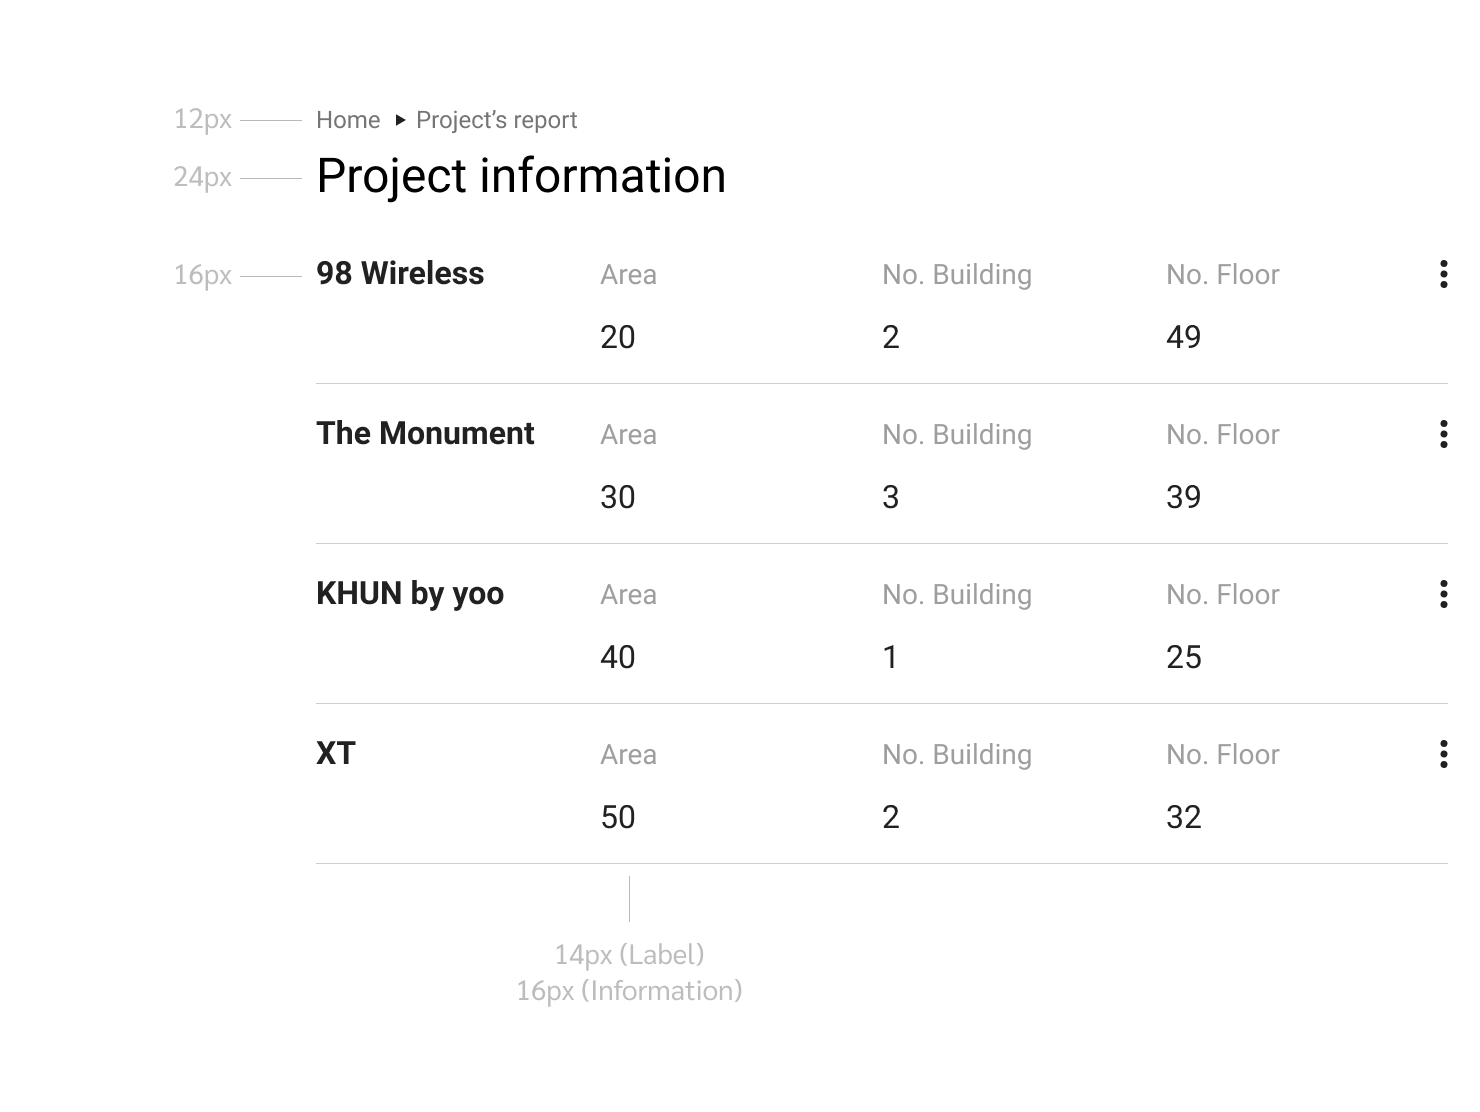 12px Home Project’s report
24px Project information
16px 98 Wireless Area No. Building No. Floor
20 2 49
The Monument Area No. Building No. Floor
30 3 39
KHUN by yoo Area No. Building No. Floor
40 1 25
XT Area No. Building No. Floor
50 2 32
14px (Label)
16px (Information)